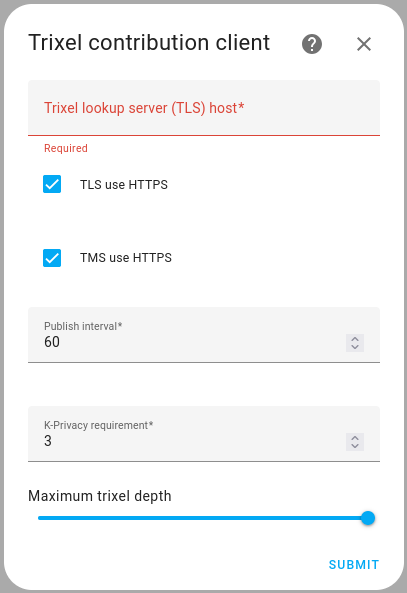 Trixel contribution client
Trixel lookup server (TLS) host*
Required
TLS use HTTPS
TMS use HTTPS
Publish interval*
60
K-Privacy requirement*
3
Maximum trixel depth
SUBMIT